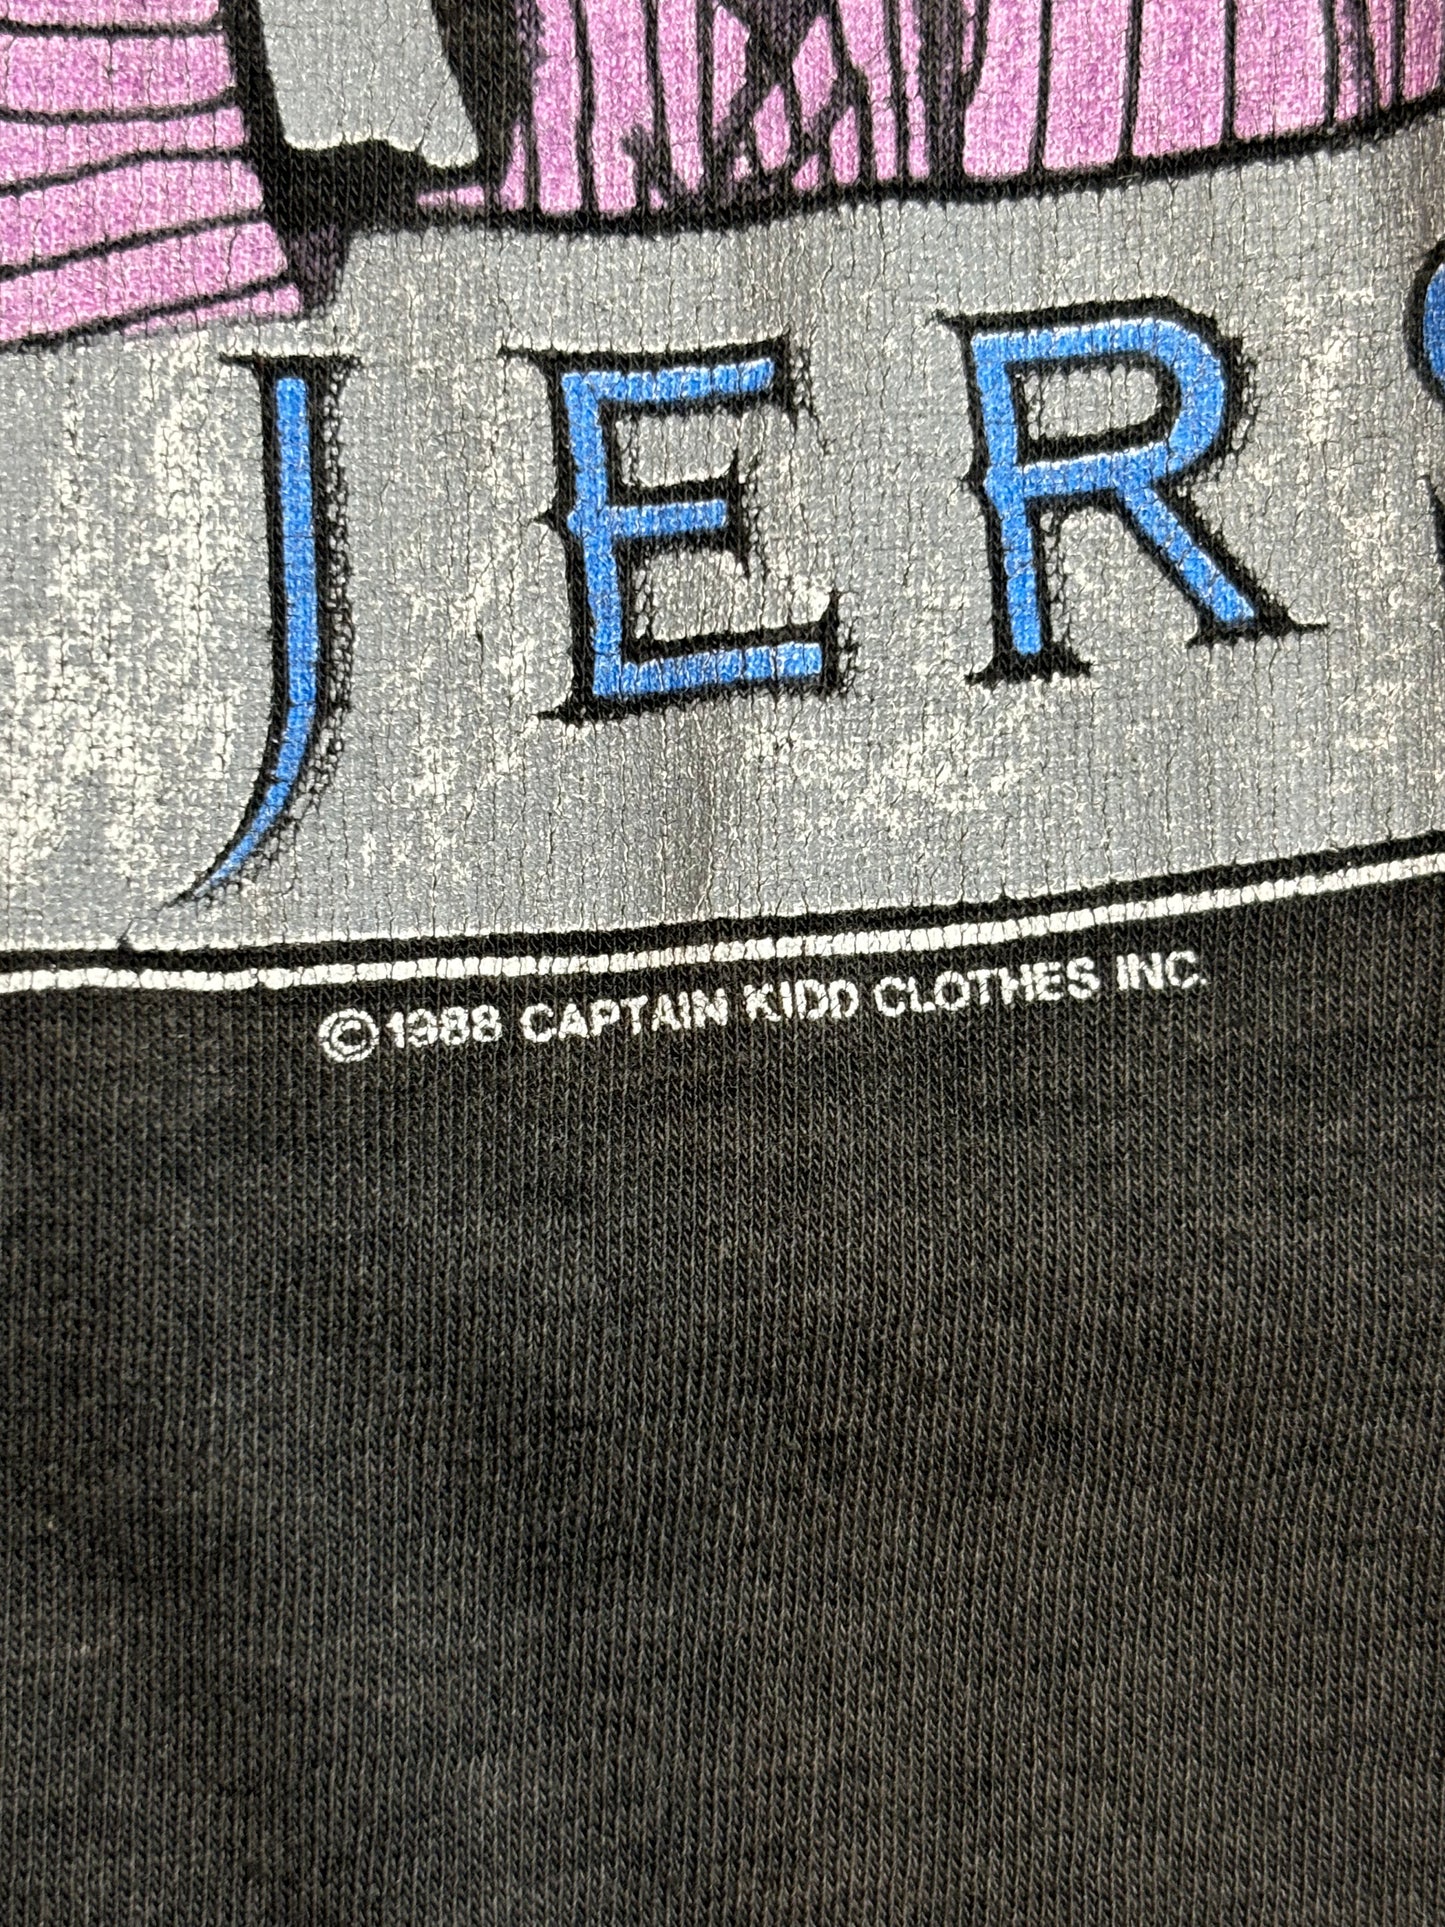 JERS
©1988 CAPTAIN KIDD CLOTHES INC.